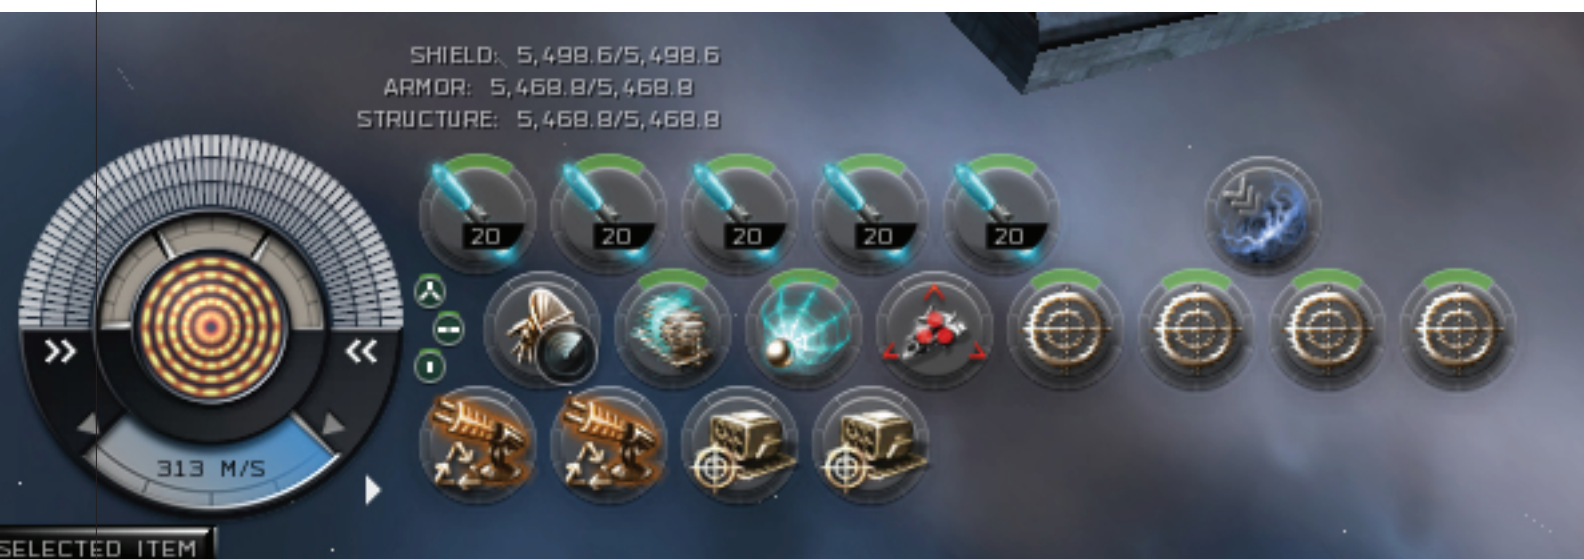 SHIELD: 5,498.6/5,498.6
ARMOR: 5,468.8/5,468.8
STRUCTURE: 5,468.8/5,468.8
20 20 20 20 20
313 M/S
SELECTED ITEM